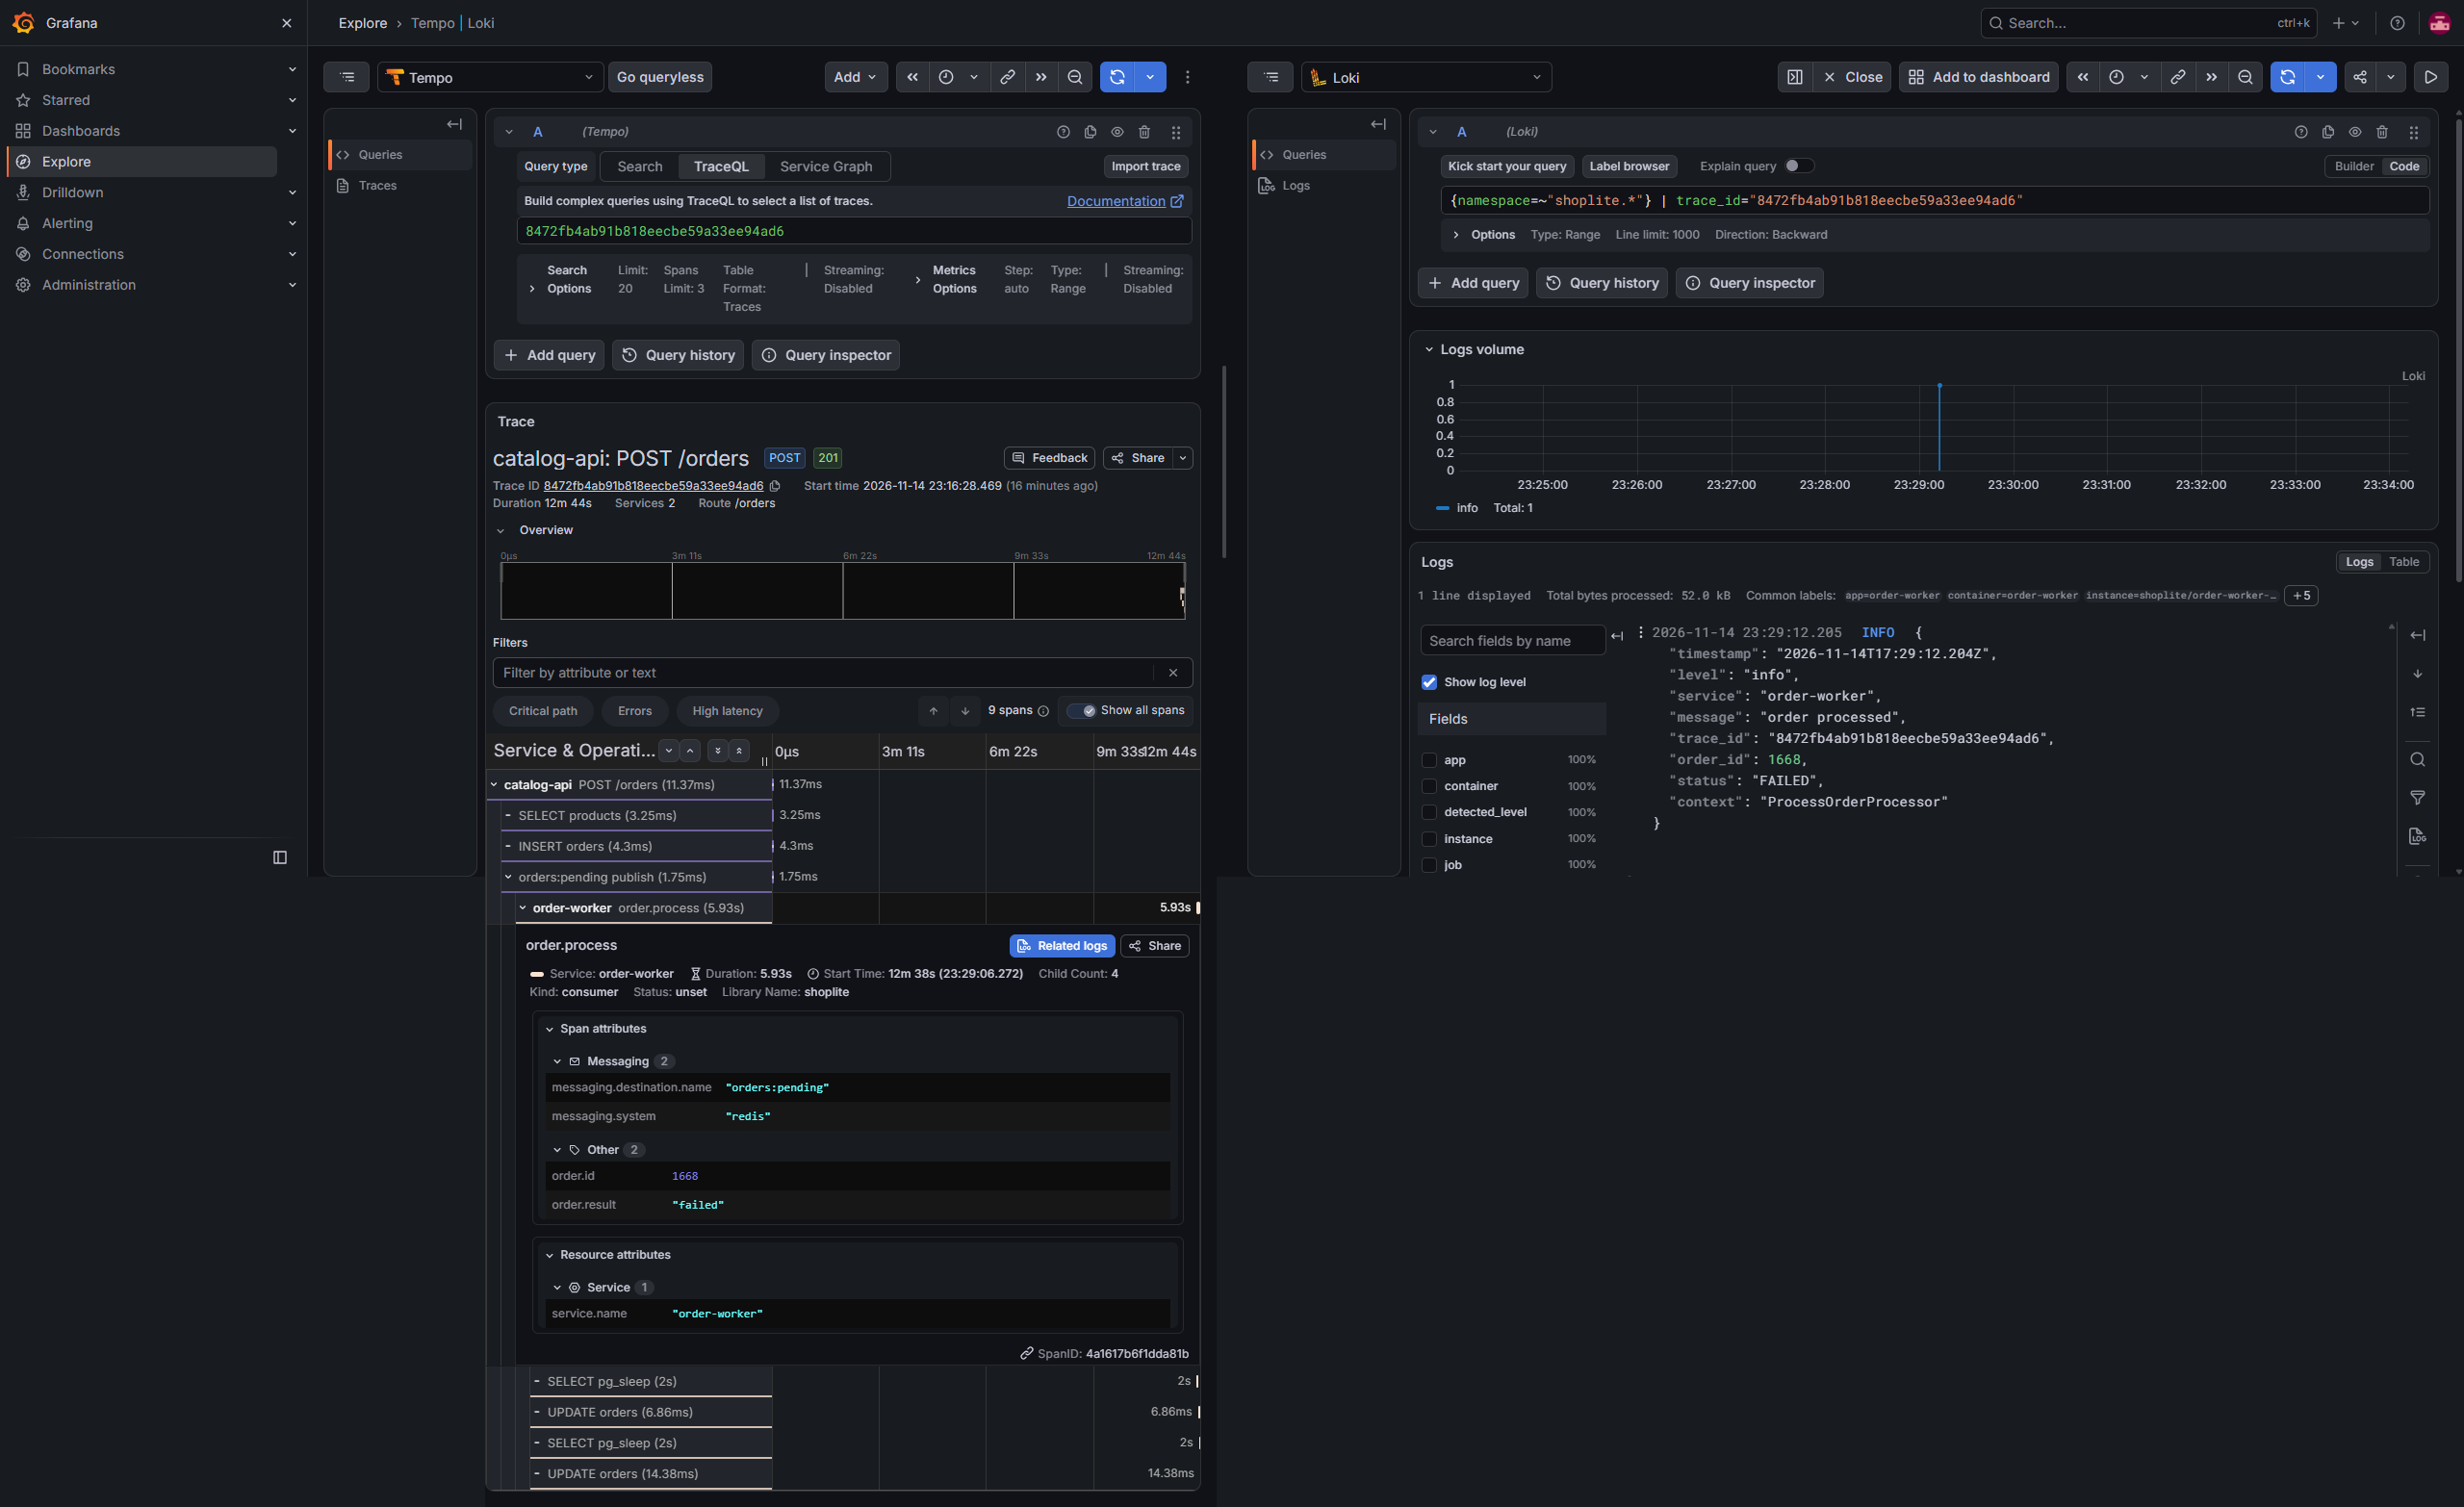 Grafana
Explore › Tempo | Loki
Search... ctrl+k
Bookmarks
Starred
Dashboards
Explore
Drilldown
Alerting
Connections
Administration
Tempo
Go queryless
Add
Queries
Traces
A (Tempo)
Query type Search TraceQL Service Graph Import trace
Build complex queries using TraceQL to select a list of traces. Documentation
8472fb4ab91b818eecbe59a33ee94ad6
Search Options Limit: 20 Spans Limit: 3 Table Format: Traces | Streaming: Disabled Metrics Options Step: auto Type: Range | Streaming: Disabled
+ Add query Query history Query inspector
Trace
catalog-api: POST /orders POST 201 Feedback Share
Trace ID 8472fb4ab91b818eecbe59a33ee94ad6 Start time 2026-11-14 23:16:28.469 (16 minutes ago)
Duration 12m 44s Services 2 Route /orders
Overview
0μs 3m 11s 6m 22s 9m 33s 12m 44s
Filters
Filter by attribute or text
Critical path Errors High latency 9 spans Show all spans
Service & Operati... 0μs 3m 11s 6m 22s 9m 33s 12m 44s
catalog-api POST /orders (11.37ms) 11.37ms
SELECT products (3.25ms) 3.25ms
INSERT orders (4.3ms) 4.3ms
orders:pending publish (1.75ms) 1.75ms
order-worker order.process (5.93s) 5.93s
order.process Related logs Share
Service: order-worker Duration: 5.93s Start Time: 12m 38s (23:29:06.272) Child Count: 4
Kind: consumer Status: unset Library Name: shoplite
Span attributes
Messaging 2
messaging.destination.name "orders:pending"
messaging.system "redis"
Other 2
order.id 1668
order.result "failed"
Resource attributes
Service 1
service.name "order-worker"
SpanID: 4a1617b6f1dda81b
SELECT pg_sleep (2s) 2s
UPDATE orders (6.86ms) 6.86ms
SELECT pg_sleep (2s) 2s
UPDATE orders (14.38ms) 14.38ms
Loki
Close Add to dashboard
Queries
Logs
A (Loki)
Kick start your query Label browser Explain query Builder Code
{namespace=~"shoplite.*"} | trace_id="8472fb4ab91b818eecbe59a33ee94ad6"
Options Type: Range Line limit: 1000 Direction: Backward
+ Add query Query history Query inspector
Logs volume
Loki
1
0.8
0.6
0.4
0.2
0
23:25:00 23:26:00 23:27:00 23:28:00 23:29:00 23:30:00 23:31:00 23:32:00 23:33:00 23:34:00
info Total: 1
Logs Logs Table
1 line displayed Total bytes processed: 52.0 kB Common labels: app=order-worker container=order-worker instance=shoplite/order-worker-… +5
Search fields by name
Show log level
Fields
app 100%
container 100%
detected_level 100%
instance 100%
job 100%
2026-11-14 23:29:12.205 INFO {
"timestamp": "2026-11-14T17:29:12.204Z",
"level": "info",
"service": "order-worker",
"message": "order processed",
"trace_id": "8472fb4ab91b818eecbe59a33ee94ad6",
"order_id": 1668,
"status": "FAILED",
"context": "ProcessOrderProcessor"
}